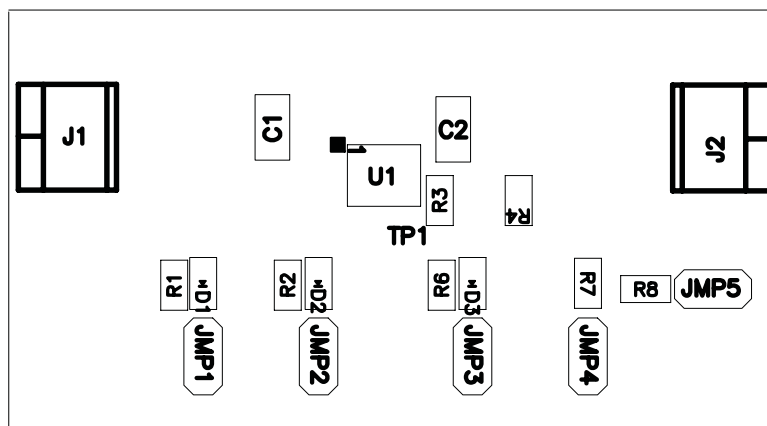 J1
C1
C2
J2
1
U1
R3
R4
TP1
R1
*D1
R2
*D2
R6
*D3
R7
R8
JMP5
JMP1
JMP2
JMP3
JMP4